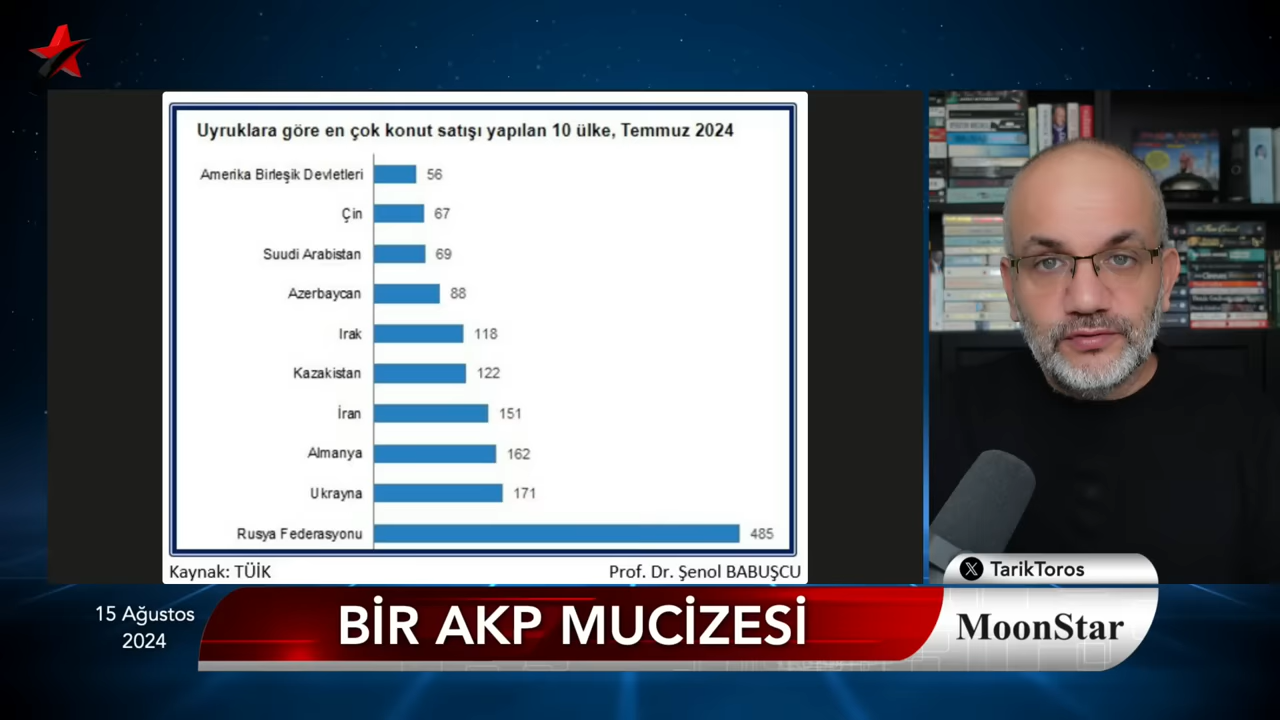 Uyruklara göre en çok konut satışı yapılan 10 ülke, Temmuz 2024
Amerika Birleşik Devletleri 56
Çin 67
Suudi Arabistan 69
Azerbaycan 88
Irak 118
Kazakistan 122
İran 151
Almanya 162
Ukrayna 171
Rusya Federasyonu 485
Kaynak: TÜİK
Prof. Dr. Şenol BABUŞCU
TarikToros
15 Ağustos
2024
BİR AKP MUCİZESİ
MoonStar